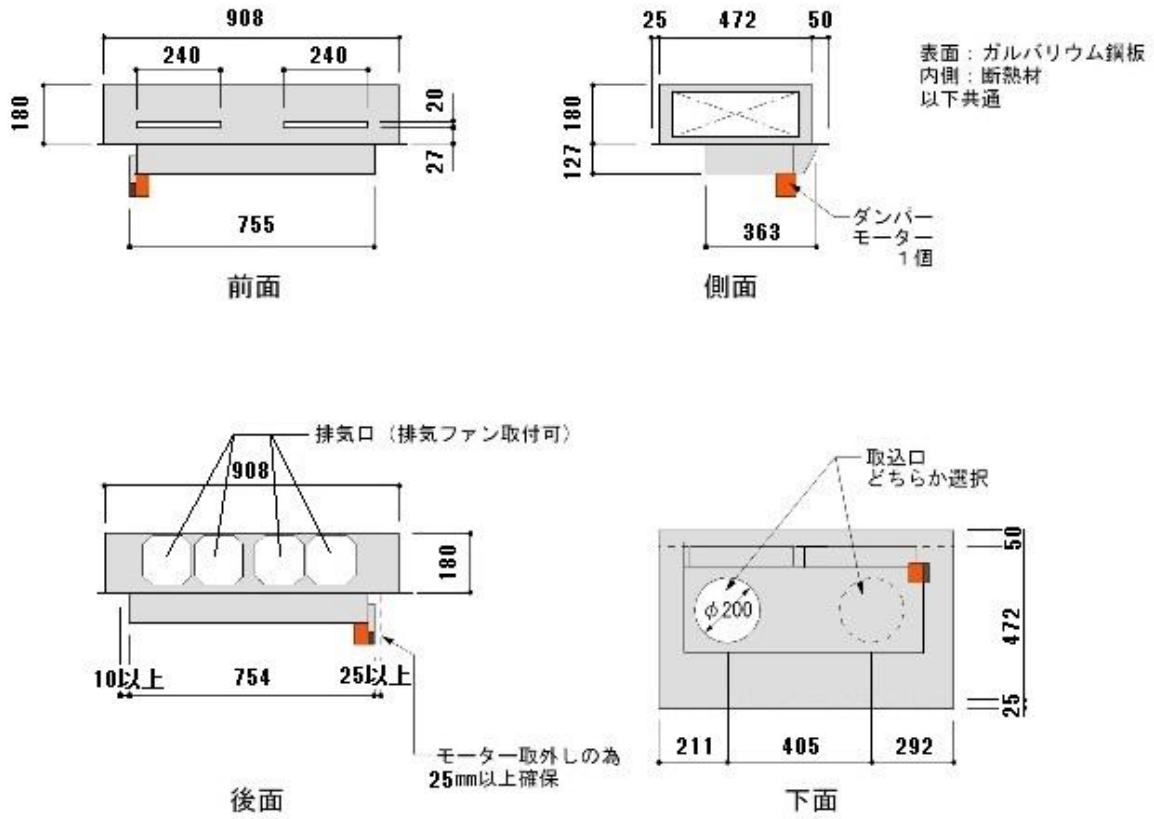 908
240
240
180
20
27
755
前面
25
472
50
180
127
363
ダンパー
モーター
1個
側面
表面：ガルバリウム鋼板
内側：断熱材
以下共通
排気口（排気ファン取付可）
908
180
10以上
754
25以上
モーター取外しの為
25mm以上確保
後面
取込口
どちらか選択
φ200
50
472
25
211
405
292
下面